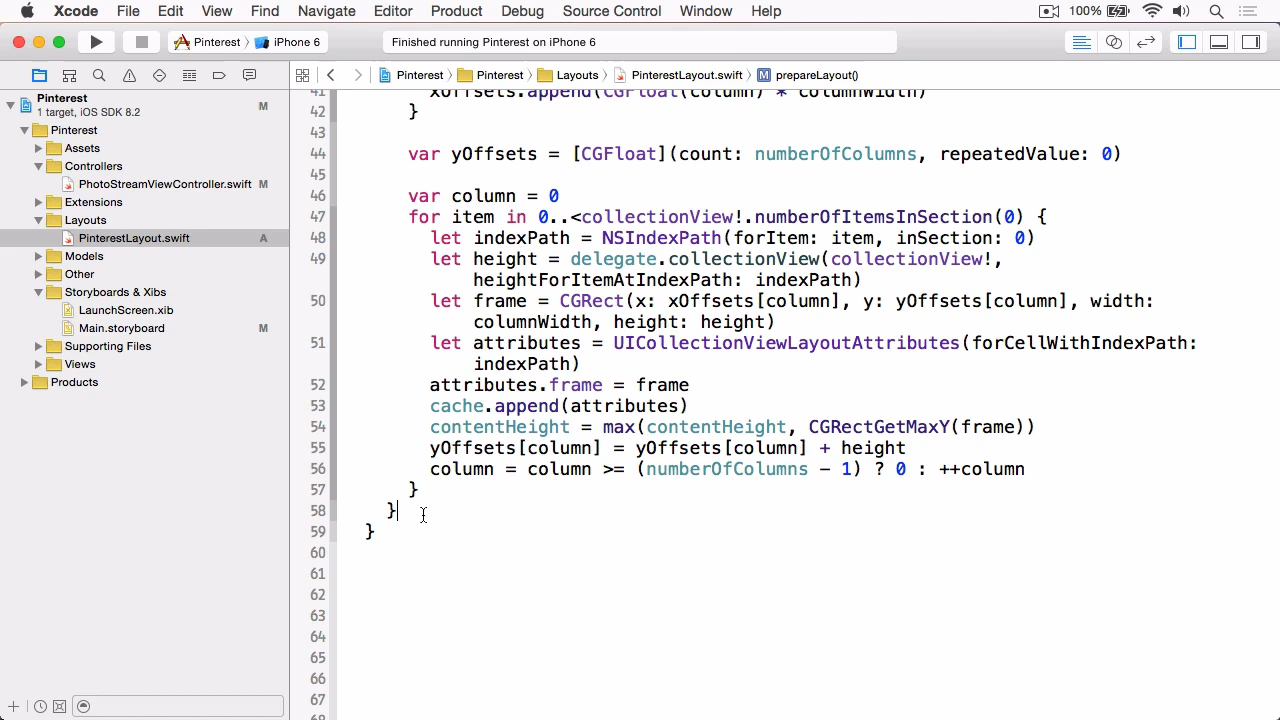 Xcode File Edit View Find Navigate Editor Product Debug Source Control Window Help 100%
Pinterest iPhone 6 Finished running Pinterest on iPhone 6
Pinterest Pinterest Layouts PinterestLayout.swift M prepareLayout()
Pinterest M
1 target, iOS SDK 8.2
Pinterest
Assets
Controllers
PhotoStreamViewController.swift M
Extensions
Layouts
PinterestLayout.swift A
Models
Other
Storyboards & Xibs
LaunchScreen.xib
Main.storyboard M
Supporting Files
Views
Products
41 xOffsets.append(CGFloat(column) * columnWidth)
42 }
43
44 var yOffsets = [CGFloat](count: numberOfColumns, repeatedValue: 0)
45
46 var column = 0
47 for item in 0..<collectionView!.numberOfItemsInSection(0) {
48 let indexPath = NSIndexPath(forItem: item, inSection: 0)
49 let height = delegate.collectionView(collectionView!,
heightForItemAtIndexPath: indexPath)
50 let frame = CGRect(x: xOffsets[column], y: yOffsets[column], width:
columnWidth, height: height)
51 let attributes = UICollectionViewLayoutAttributes(forCellWithIndexPath:
indexPath)
52 attributes.frame = frame
53 cache.append(attributes)
54 contentHeight = max(contentHeight, CGRectGetMaxY(frame))
55 yOffsets[column] = yOffsets[column] + height
56 column = column >= (numberOfColumns - 1) ? 0 : ++column
57 }
58 }
59 }
60
61
62
63
64
65
66
67
68